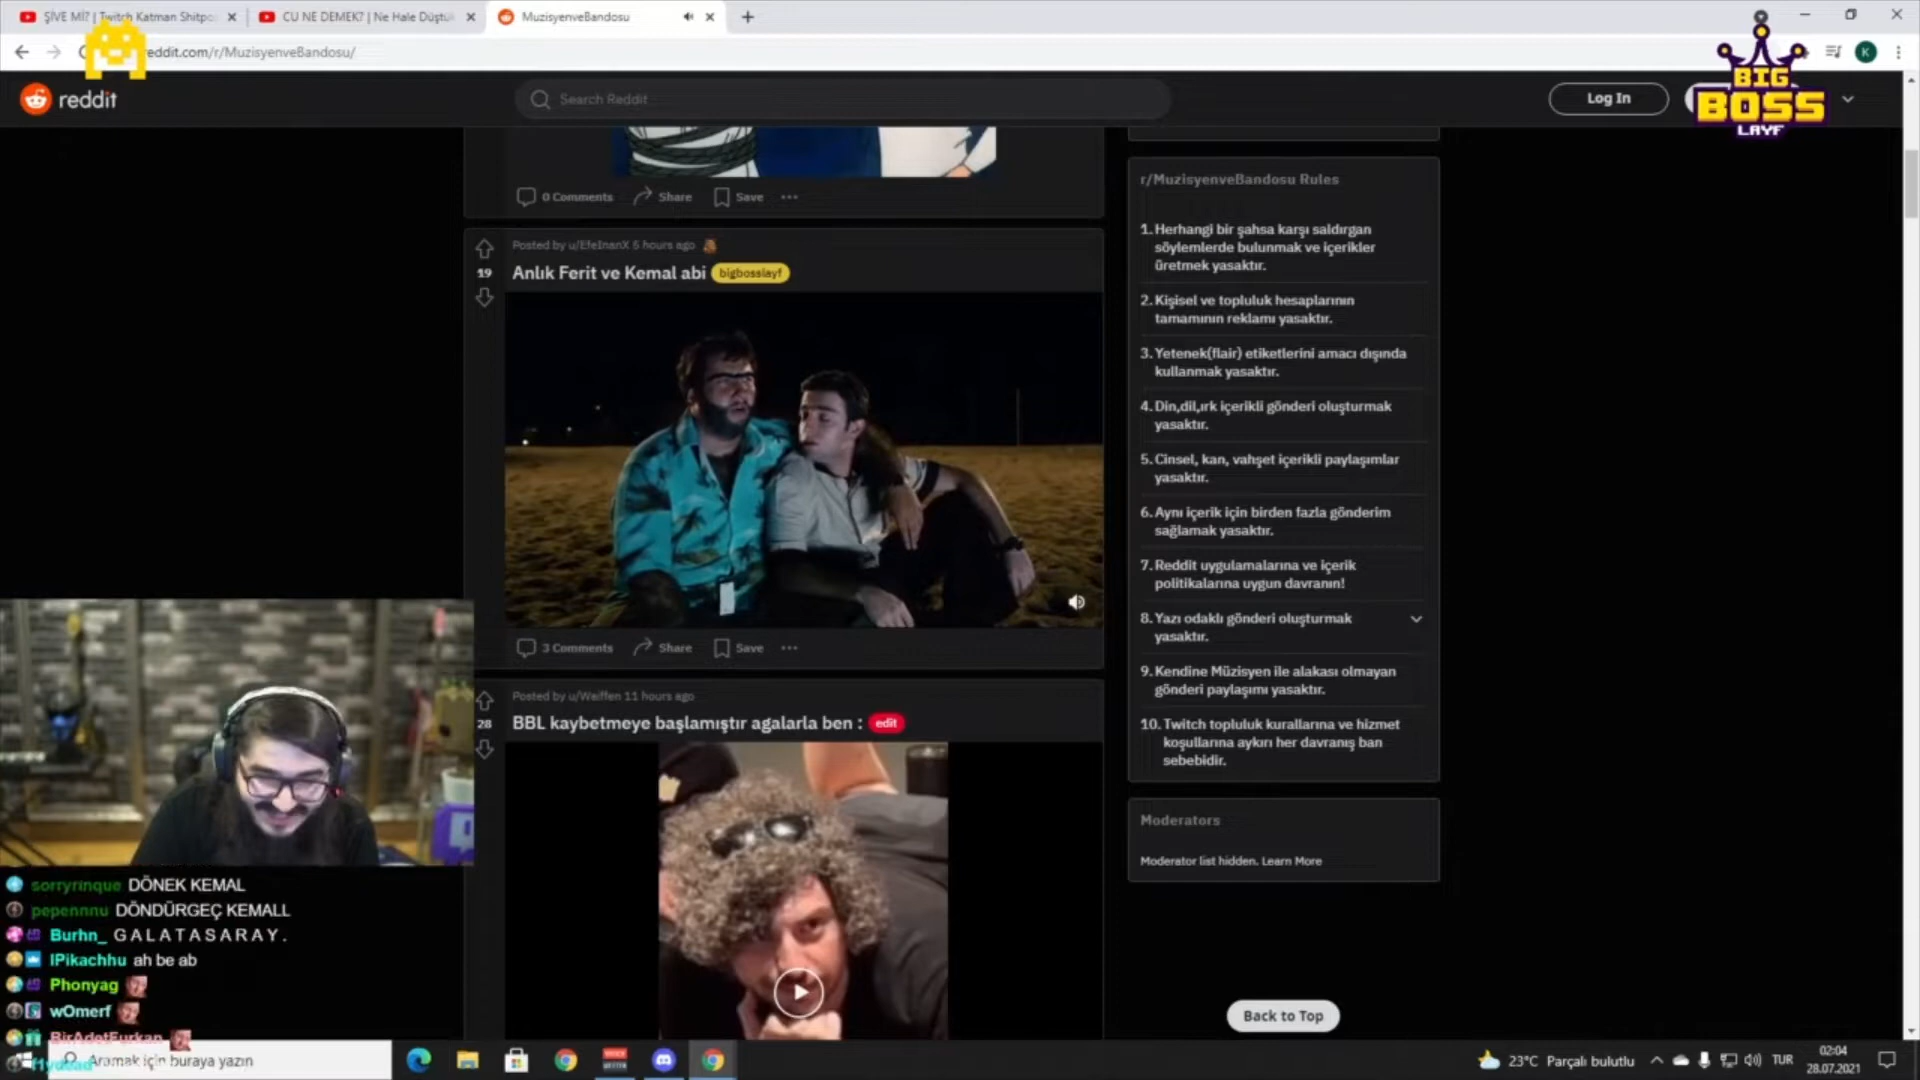 ŞİVE Mİ? | Twitch Katman Shitpo
CU NE DEMEK? | Ne Hale Düştü
MuzisyenveBandosu
eddit.com/r/MuzisyenveBandosu/
K
reddit
Search Reddit
Log In
BIG
BOSS
LAYF
0 Comments
Share
Save
Posted by u/EfeInanX 5 hours ago
19
Anlık Ferit ve Kemal abi
bigbosslayf
3 Comments
Share
Save
Posted by u/Weiffen 11 hours ago
28
BBL kaybetmeye başlamıştır agalarla ben :
edit
r/MuzisyenveBandosu Rules
1. Herhangi bir şahsa karşı saldırgan
söylemlerde bulunmak ve içerikler
üretmek yasaktır.
2. Kişisel ve topluluk hesaplarının
tamamının reklamı yasaktır.
3. Yetenek(flair) etiketlerini amacı dışında
kullanmak yasaktır.
4. Din,dil,ırk içerikli gönderi oluşturmak
yasaktır.
5. Cinsel, kan, vahşet içerikli paylaşımlar
yasaktır.
6. Aynı içerik için birden fazla gönderim
sağlamak yasaktır.
7. Reddit uygulamalarına ve içerik
politikalarına uygun davranın!
8. Yazı odaklı gönderi oluşturmak
yasaktır.
9. Kendine Müzisyen ile alakası olmayan
gönderi paylaşımı yasaktır.
10. Twitch topluluk kurallarına ve hizmet
koşullarına aykırı her davranış ban
sebebidir.
Moderators
Moderator list hidden. Learn More
Back to Top
sorryrinque DÖNEK KEMAL
pepennnu DÖNDÜRGEÇ KEMALL
Burhn_ G A L A T A S A R A Y .
IPikachhu ah be ab
Phonyag
wOmerf
BirAdetFurkan
Aramak için buraya yazın
23°C Parçalı bulutlu
TUR
02:04
28.07.2021